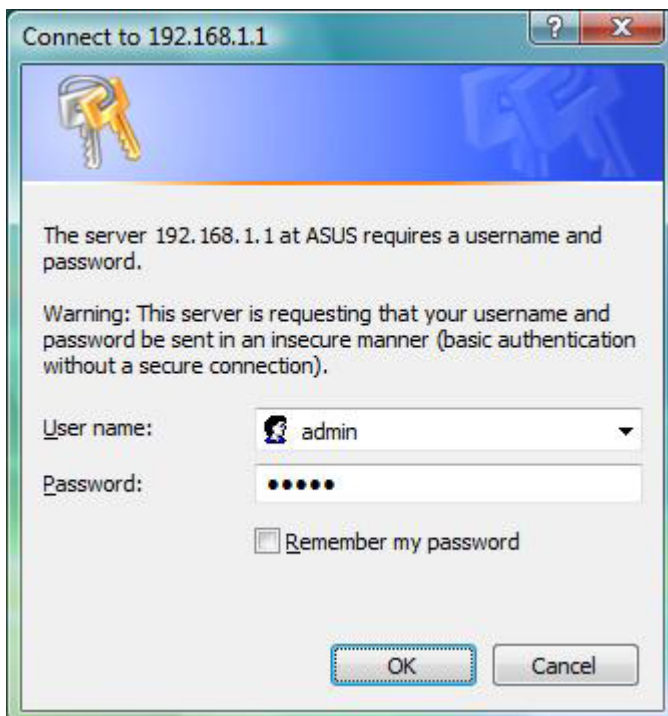 Connect to 192.168.1.1
The server 192.168.1.1 at ASUS requires a username and
password.
Warning: This server is requesting that your username and
password be sent in an insecure manner (basic authentication
without a secure connection).
User name:
admin
Password:
•••••
Remember my password
OK
Cancel